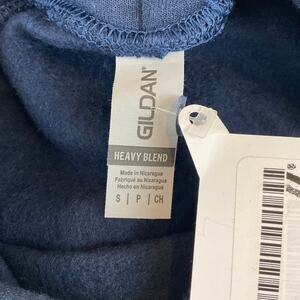 GILDAN
HEAVY BLEND
Made in Nicaragua
Fabriqué au Nicaragua
Hecho en Nicaragua
S | P | CH